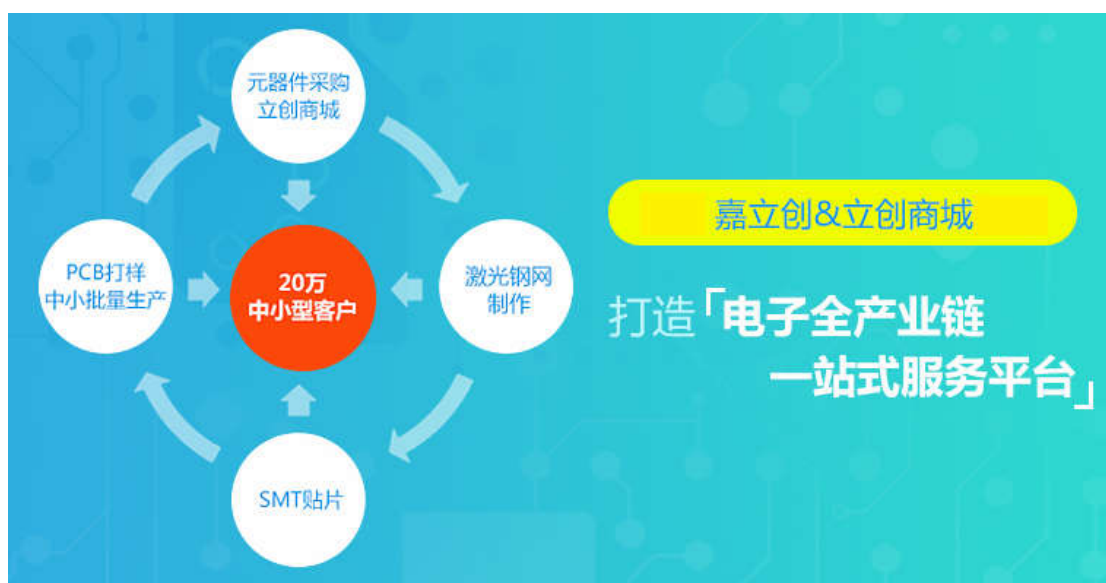 元器件采购
立创商城
PCB打样
中小批量生产
20万
中小型客户
激光钢网
制作
SMT贴片
嘉立创&立创商城
打造「电子全产业链
一站式服务平台」